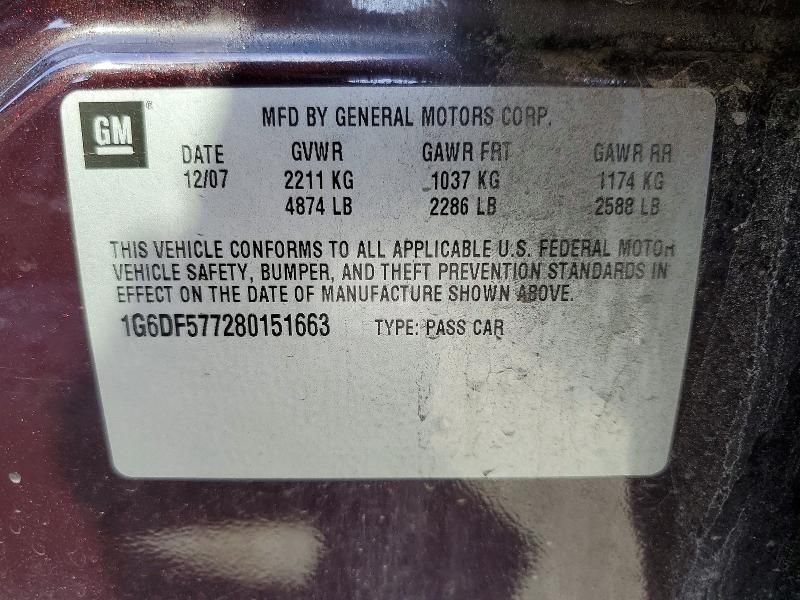 GM ® MFD BY GENERAL MOTORS CORP.
DATE GVWR GAWR FRT GAWR RR
12/07 2211 KG 1037 KG 1174 KG
4874 LB 2286 LB 2588 LB
THIS VEHICLE CONFORMS TO ALL APPLICABLE U.S. FEDERAL MOTOR
VEHICLE SAFETY, BUMPER, AND THEFT PREVENTION STANDARDS IN
EFFECT ON THE DATE OF MANUFACTURE SHOWN ABOVE.
1G6DF577280151663 TYPE: PASS CAR